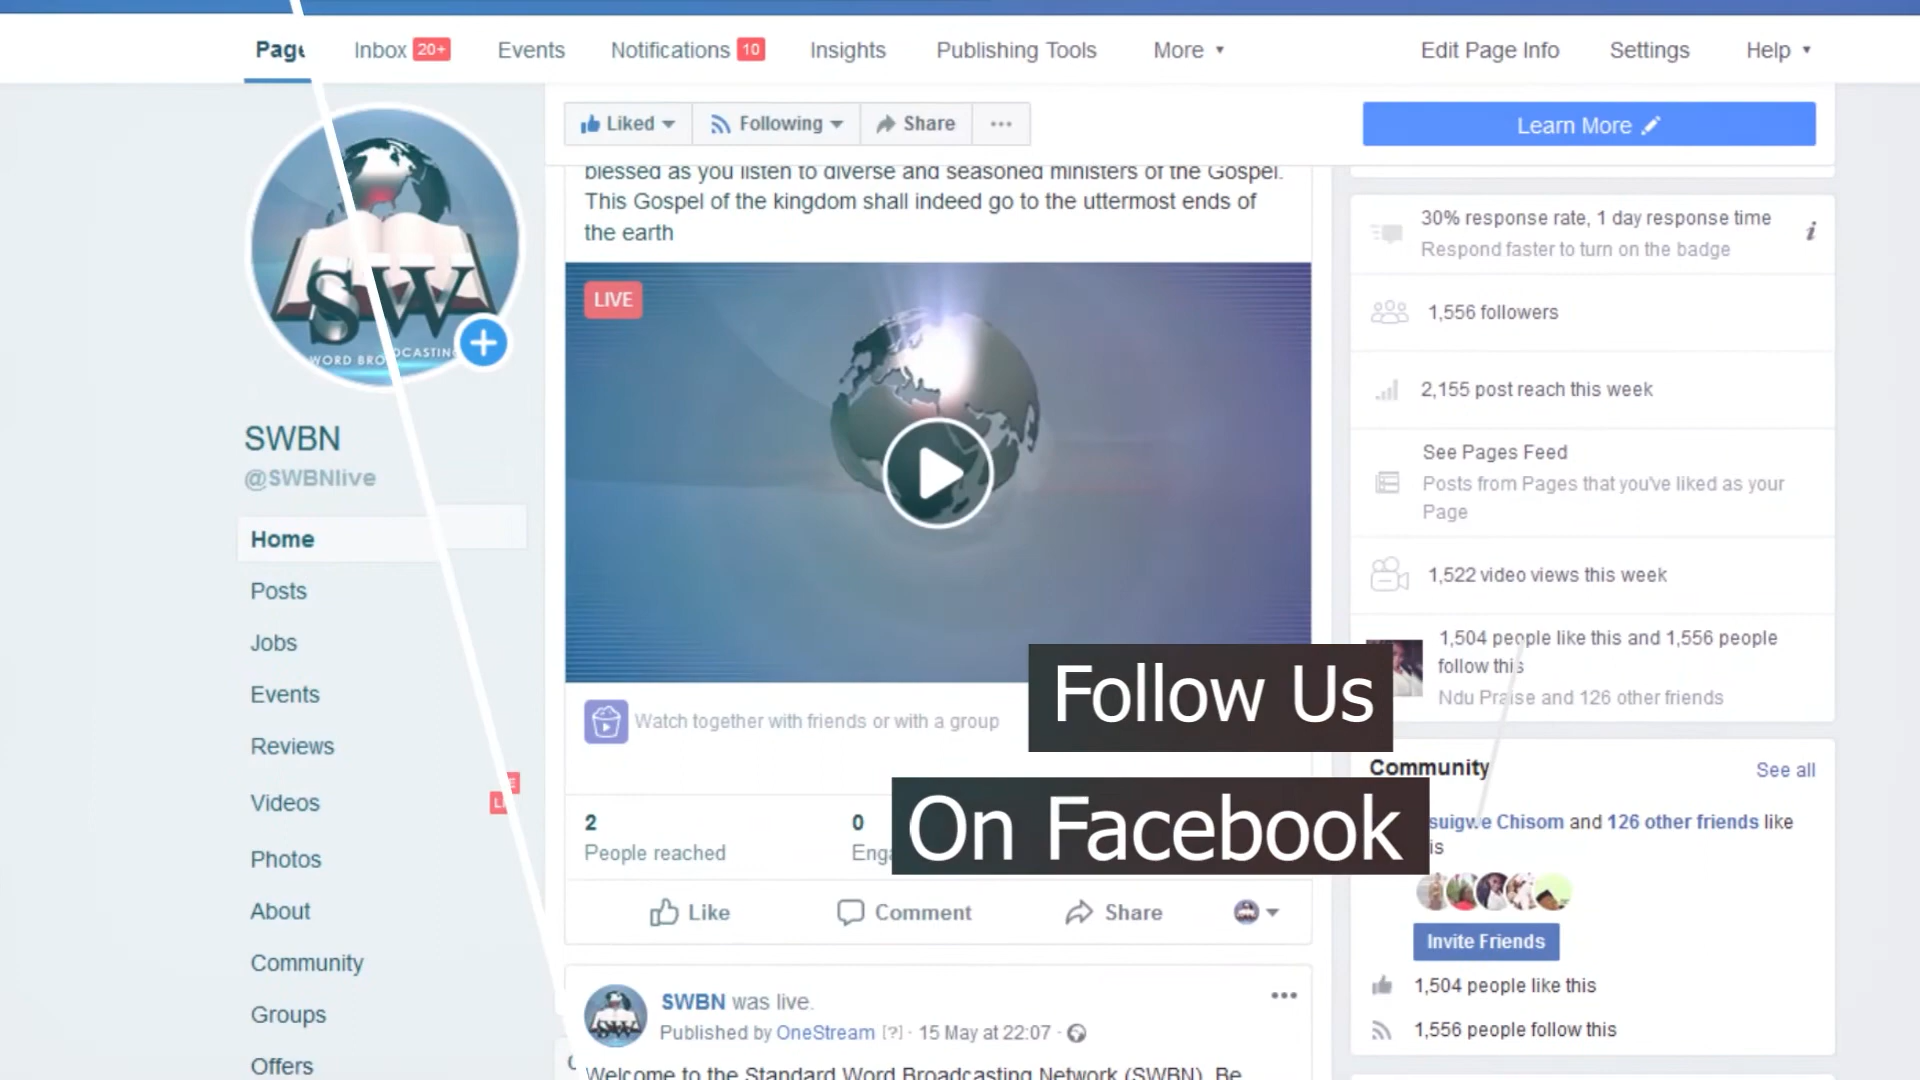 Page Inbox 20+ Events Notifications 10 Insights Publishing Tools More Edit Page Info Settings Help
Liked Following Share
Learn More
SW
WORD BROADCASTING
SWBN
@SWBNlive
Home
Posts
Jobs
Events
Reviews
Videos
Photos
About
Community
Groups
Offers
blessed as you listen to diverse and seasoned ministers of the Gospel.
This Gospel of the kingdom shall indeed go to the uttermost ends of
the earth
LIVE
Watch together with friends or with a group
2
People reached
0
Like Comment Share
SWBN was live.
Published by OneStream [?] · 15 May at 22:07 ·
Welcome to the Standard Word Broadcasting Network (SWBN). Be
Follow Us
On Facebook
30% response rate, 1 day response time
Respond faster to turn on the badge
1,556 followers
2,155 post reach this week
See Pages Feed
Posts from Pages that you've liked as your
Page
1,522 video views this week
1,504 people like this and 1,556 people
follow this
Ndu Praise and 126 other friends
Community See all
Chisom and 126 other friends like
Invite Friends
1,504 people like this
1,556 people follow this